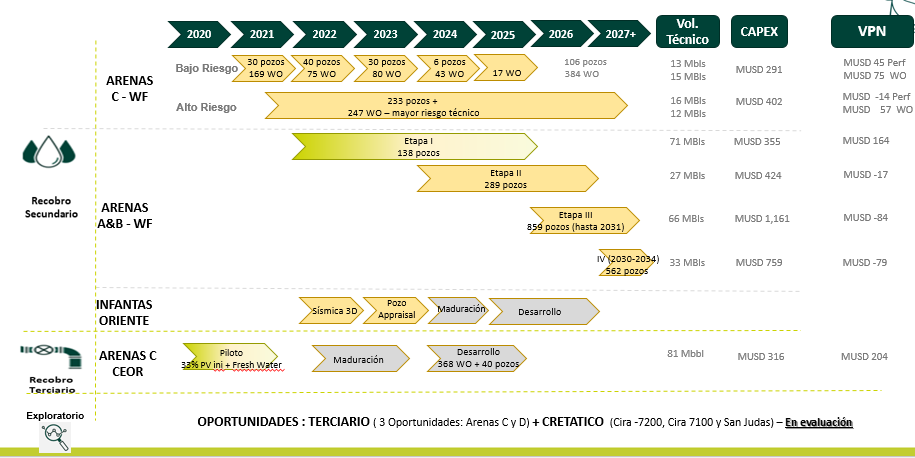 2020 2021 2022 2023 2024 2025 2026 2027+ Vol. Técnico CAPEX VPN
ARENAS C - WF
Bajo Riesgo
30 pozos
169 WO
40 pozos
75 WO
30 pozos
80 WO
6 pozos
43 WO
17 WO
106 pozos
384 WO
13 Mbls
15 MBls
MUSD 291
MUSD 45 Perf
MUSD 75 WO
Alto Riesgo
233 pozos +
247 WO – mayor riesgo técnico
16 MBls
12 MBls
MUSD 402
MUSD -14 Perf
MUSD 57 WO
Recobro
Secundario
ARENAS
A&B - WF
Etapa I
138 pozos
71 MBls
MUSD 355
MUSD 164
Etapa II
289 pozos
27 MBls
MUSD 424
MUSD -17
Etapa III
859 pozos (hasta 2031)
66 MBls
MUSD 1,161
MUSD -84
IV (2030-2034)
562 pozos
33 MBls
MUSD 759
MUSD -79
INFANTAS
ORIENTE
Sísmica 3D
Pozo
Appraisal
Maduración
Desarrollo
Recobro
Terciario
ARENAS C
CEOR
Piloto
33% PV ini + Fresh Water
Maduración
Desarrollo
368 WO + 40 pozos
81 Mbbl
MUSD 316
MUSD 204
Exploratorio
OPORTUNIDADES : TERCIARIO ( 3 Oportunidades: Arenas C y D) + CRETATICO (Cira -7200, Cira 7100 y San Judas) – En evaluación